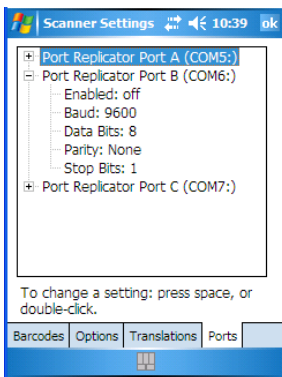 Scanner Settings 10:39 ok
Port Replicator Port A (COM5:)
Port Replicator Port B (COM6:)
Enabled: off
Baud: 9600
Data Bits: 8
Parity: None
Stop Bits: 1
Port Replicator Port C (COM7:)
To change a setting: press space, or
double-click.
Barcodes Options Translations Ports